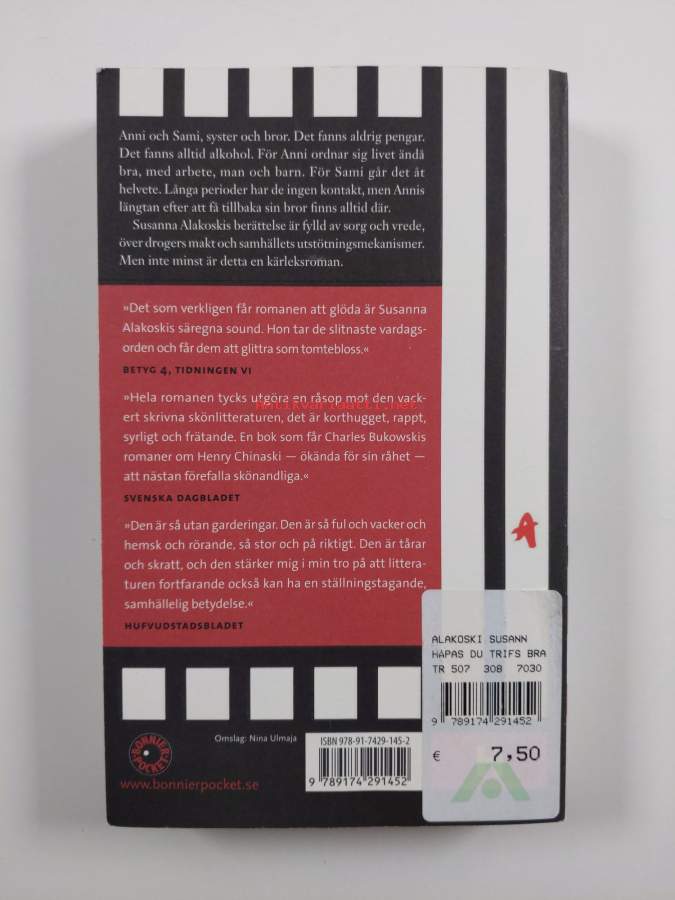 Anni och Sami, syster och bror. Det fanns aldrig pengar.
Det fanns alltid alkohol. För Anni ordnar sig livet ändå
bra, med arbete, man och barn. För Sami går det åt
helvete. Långa perioder har de ingen kontakt, men Annis
längtan efter att få tillbaka sin bror finns alltid där.
Susanna Alakoskis berättelse är fylld av sorg och vrede,
över drogers makt och samhällets utstötningsmekanismer.
Men inte minst är detta en kärleksroman.
»Det som verkligen får romanen att glöda är Susanna
Alakoskis säregna sound. Hon tar de slitnaste vardags-
orden och får dem att glittra som tomtebloss.«
BETYG 4, TIDNINGEN VI
»Hela romanen tycks utgöra en råsop mot den vack-
ert skrivna skönlitteraturen, det är korthugget, rappt,
syrligt och frätande. En bok som får Charles Bukowskis
romaner om Henry Chinaski — ökända för sin råhet —
att nästan förefalla skönandliga.«
SVENSKA DAGBLADET
»Den är så utan garderingar. Den är så ful och vacker och
hemsk och rörande, så stor och på riktigt. Den är tårar
och skratt, och den stärker mig i min tro på att littera-
turen fortfarande också kan ha en ställningstagande,
samhällelig betydelse.«
HUFVUDSTADSBLADET
antikvariaatti.net
A
ALAKOSKI SUSANN
HAPAS DU TRIFS BRA
TR 507 308 7030
9 789174 291452
€ 7,50
Omslag: Nina Ulmaja
BONNIER POCKET
www.bonnierpocket.se
ISBN 978-91-7429-145-2
9 789174 291452